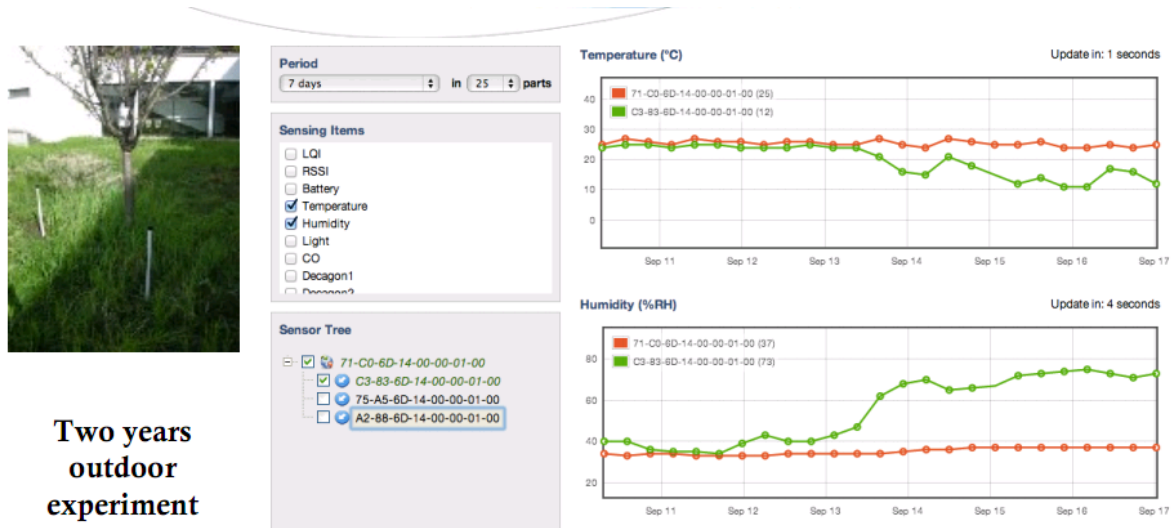 Period
7 days in 25 parts
Sensing Items
LQI
RSSI
Battery
Temperature
Humidity
Light
CO
Decagon1
Decagon2
Sensor Tree
71-C0-6D-14-00-00-01-00
C3-83-6D-14-00-00-01-00
75-A5-6D-14-00-00-01-00
A2-88-6D-14-00-00-01-00
Two years
outdoor
experiment
Temperature (°C) Update in: 1 seconds
71-C0-6D-14-00-00-01-00 (25)
C3-83-6D-14-00-00-01-00 (12)
40
30
20
10
0
Sep 11 Sep 12 Sep 13 Sep 14 Sep 15 Sep 16 Sep 17
Humidity (%RH) Update in: 4 seconds
71-C0-6D-14-00-00-01-00 (37)
C3-83-6D-14-00-00-01-00 (73)
80
60
40
20
Sep 11 Sep 12 Sep 13 Sep 14 Sep 15 Sep 16 Sep 17